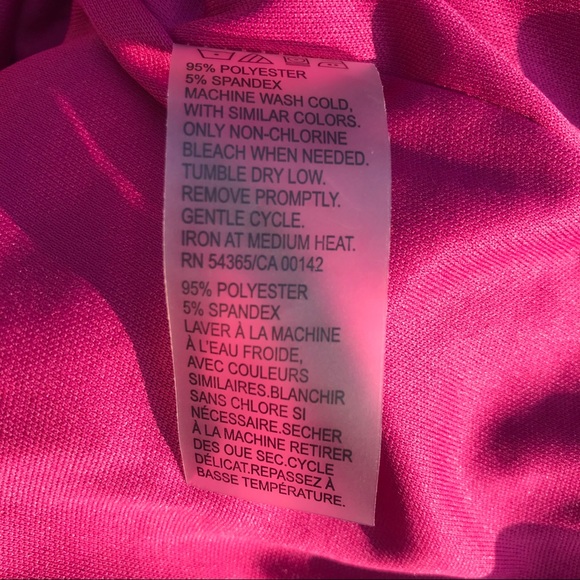 95% POLYESTER
5% SPANDEX
MACHINE WASH COLD,
WITH SIMILAR COLORS.
ONLY NON-CHLORINE
BLEACH WHEN NEEDED.
TUMBLE DRY LOW.
REMOVE PROMPTLY.
GENTLE CYCLE.
IRON AT MEDIUM HEAT.
RN 54365/CA 00142
95% POLYESTER
5% SPANDEX
LAVER À LA MACHINE
À L'EAU FROIDE,
AVEC COULEURS
SIMILAIRES.BLANCHIR
SANS CHLORE SI
NÉCESSAIRE.SECHER
À LA MACHINE RETIRER
DES QUE SEC.CYCLE
DÉLICAT.REPASSEZ À
BASSE TEMPÉRATURE.